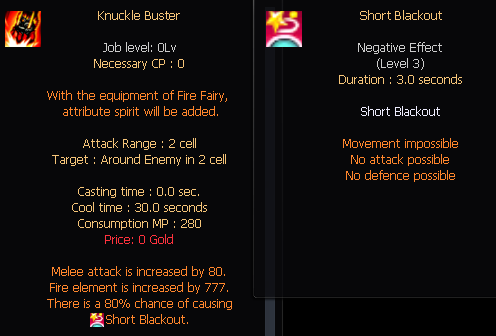 Knuckle Buster
Job level: 0Lv
Necessary CP : 0
With the equipment of Fire Fairy,
attribute spirit will be added.
Attack Range : 2 cell
Target : Around Enemy in 2 cell
Casting time : 0.0 sec.
Cool time : 30.0 seconds
Consumption MP : 280
Price: 0 Gold
Melee attack is increased by 80.
Fire element is increased by 777.
There is a 80% chance of causing
Short Blackout.
Short Blackout
Negative Effect
(Level 3)
Duration : 3.0 seconds
Short Blackout
Movement impossible
No attack possible
No defence possible